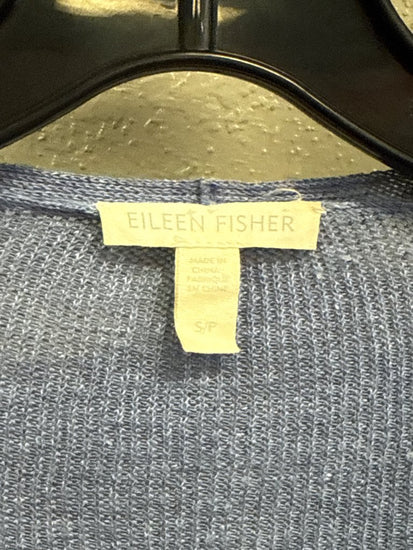 EILEEN FISHER
MADE IN
CHINA
FABRIQUÉ
EN CHINE
S/P